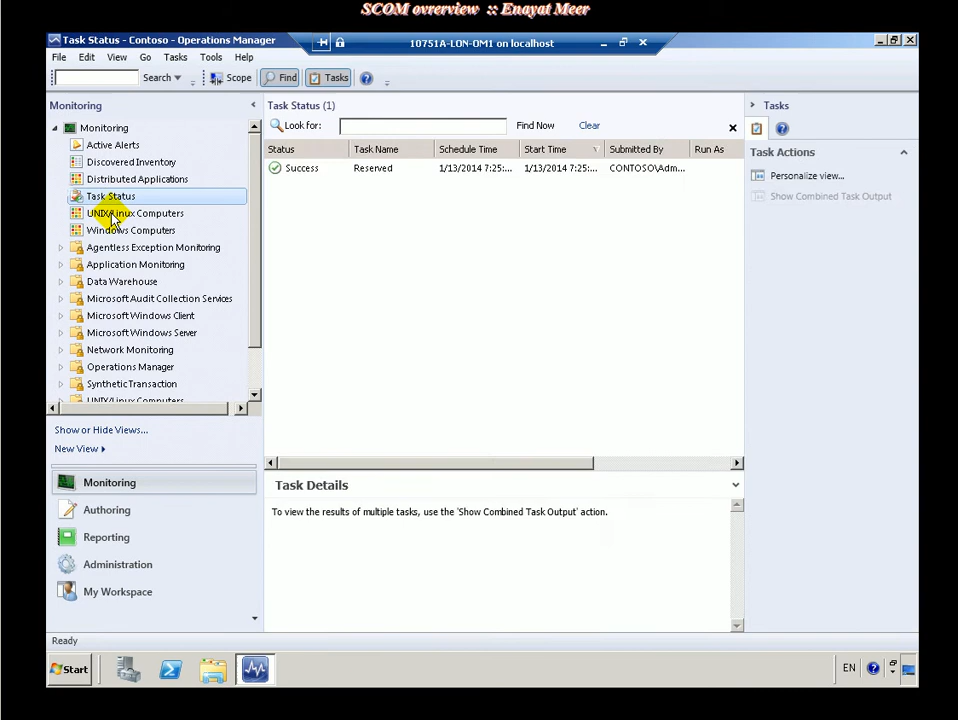 SCOM ovrerview :: Enayat Meer
Task Status - Contoso - Operations Manager
10751A-LON-OM1 on localhost
File Edit View Go Tasks Tools Help
Search Scope Find Tasks
Monitoring
Monitoring
Active Alerts
Discovered Inventory
Distributed Applications
Task Status
UNIX/Linux Computers
Windows Computers
Agentless Exception Monitoring
Application Monitoring
Data Warehouse
Microsoft Audit Collection Services
Microsoft Windows Client
Microsoft Windows Server
Network Monitoring
Operations Manager
Synthetic Transaction
UNIX/Linux Computers
Show or Hide Views...
New View
Monitoring
Authoring
Reporting
Administration
My Workspace
Task Status (1)
Look for: Find Now Clear
Status Task Name Schedule Time Start Time Submitted By Run As
Success Reserved 1/13/2014 7:25:... 1/13/2014 7:25:... CONTOSO\Adm...
Task Details
To view the results of multiple tasks, use the 'Show Combined Task Output' action.
Tasks
Task Actions
Personalize view...
Show Combined Task Output
Ready
Start EN